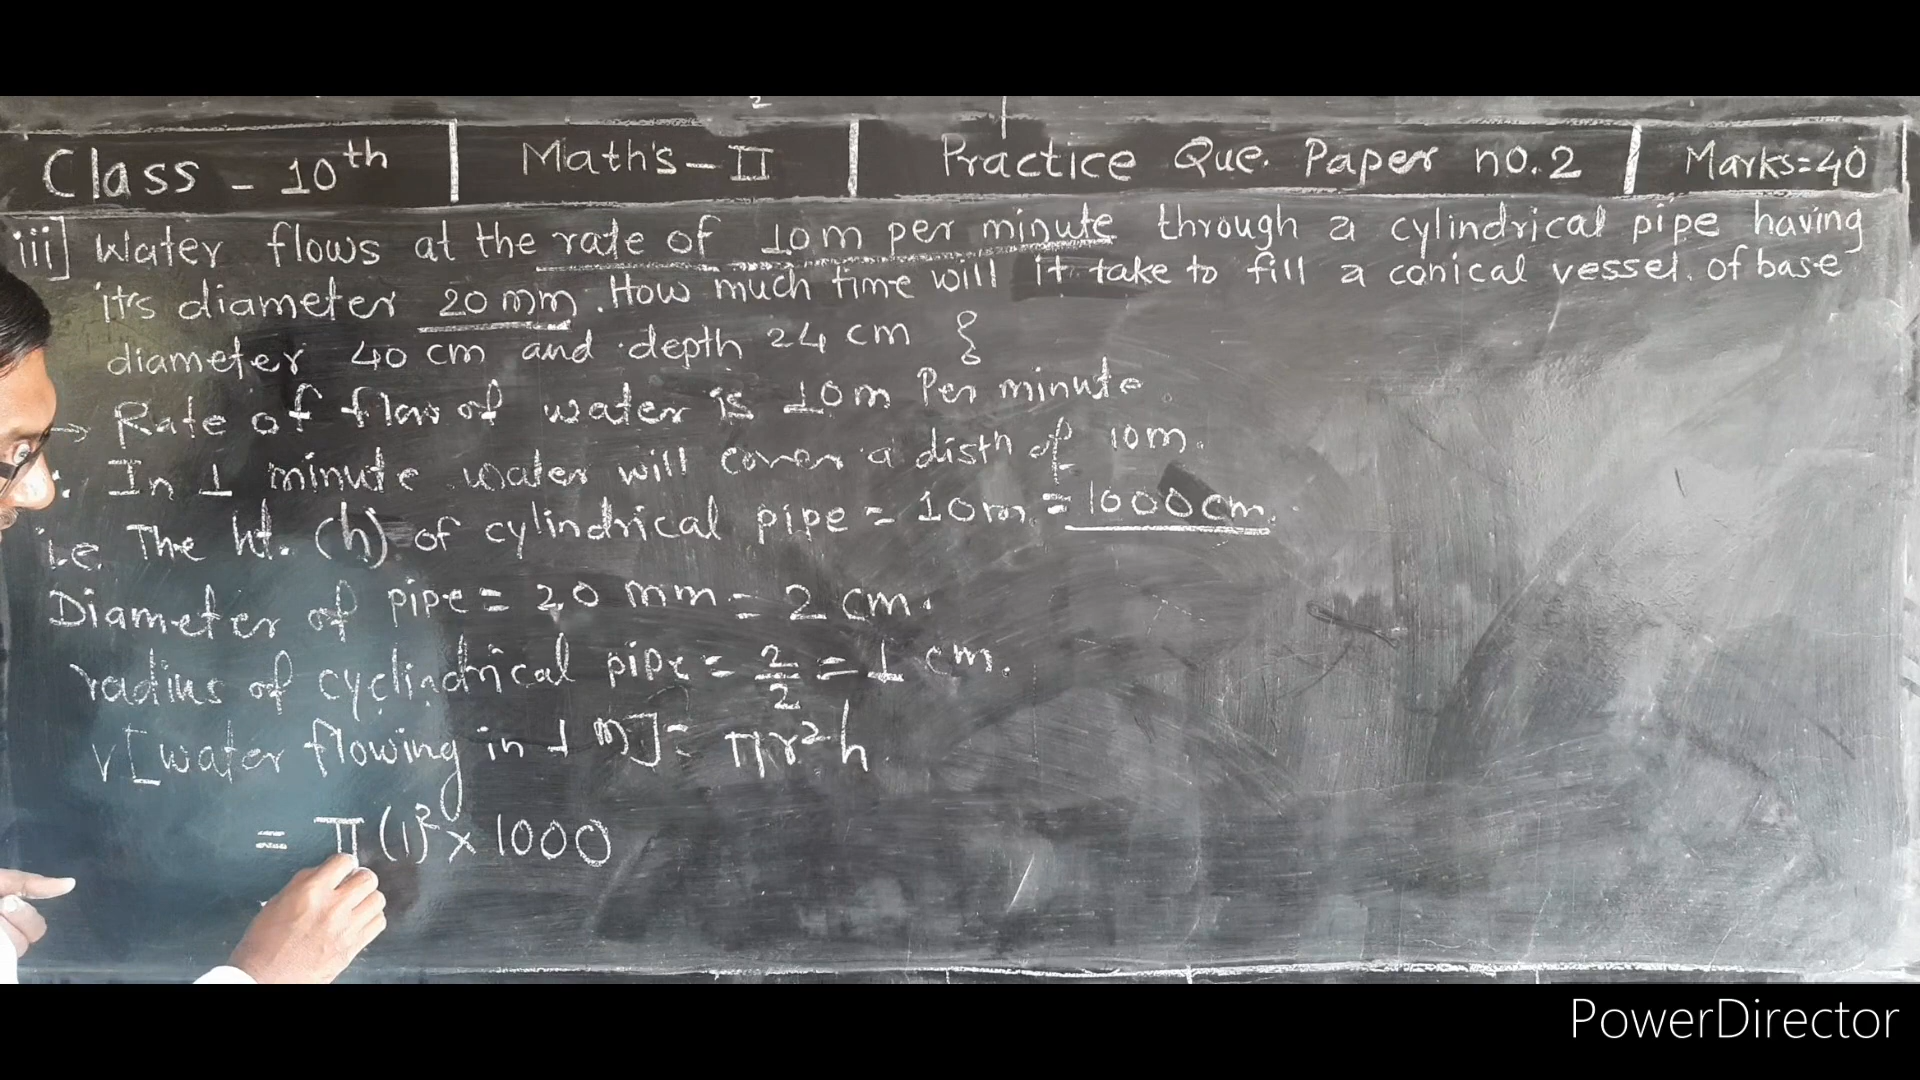 Class - 10th | Math's - II | Practice Que. Paper no.2 | Marks=40
iii] Water flows at the rate of 10m per minute through a cylindrical pipe having
it's diameter 20 mm. How much time will it take to fill a conical vessel. of base
diameter 40 cm and depth 24 cm {
→ Rate of flow of water is 10m Per minute.
∴ In 1 minute water will cover a distn of 10m.
i.e. The ht. (h) of cylindrical pipe = 10m = 1000cm.
Diameter of pipe = 20 mm = 2 cm.
radius of cyclindrical pipe = 2/2 = 1 cm.
V[water flowing in 1 m] = πr²h
= π(1)² × 1000
PowerDirector